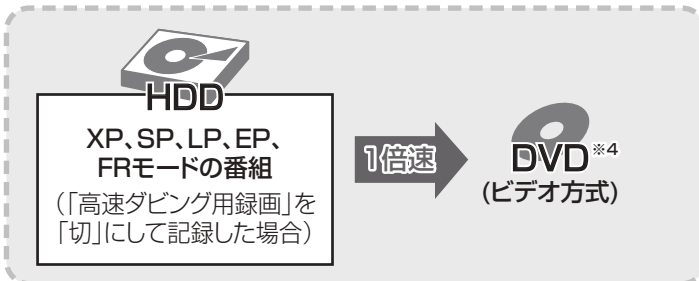 HDD
XP、SP、LP、EP、
FRモードの番組
(「高速ダビング用録画」を
「切」にして記録した場合)
1倍速
DVD※4
(ビデオ方式)